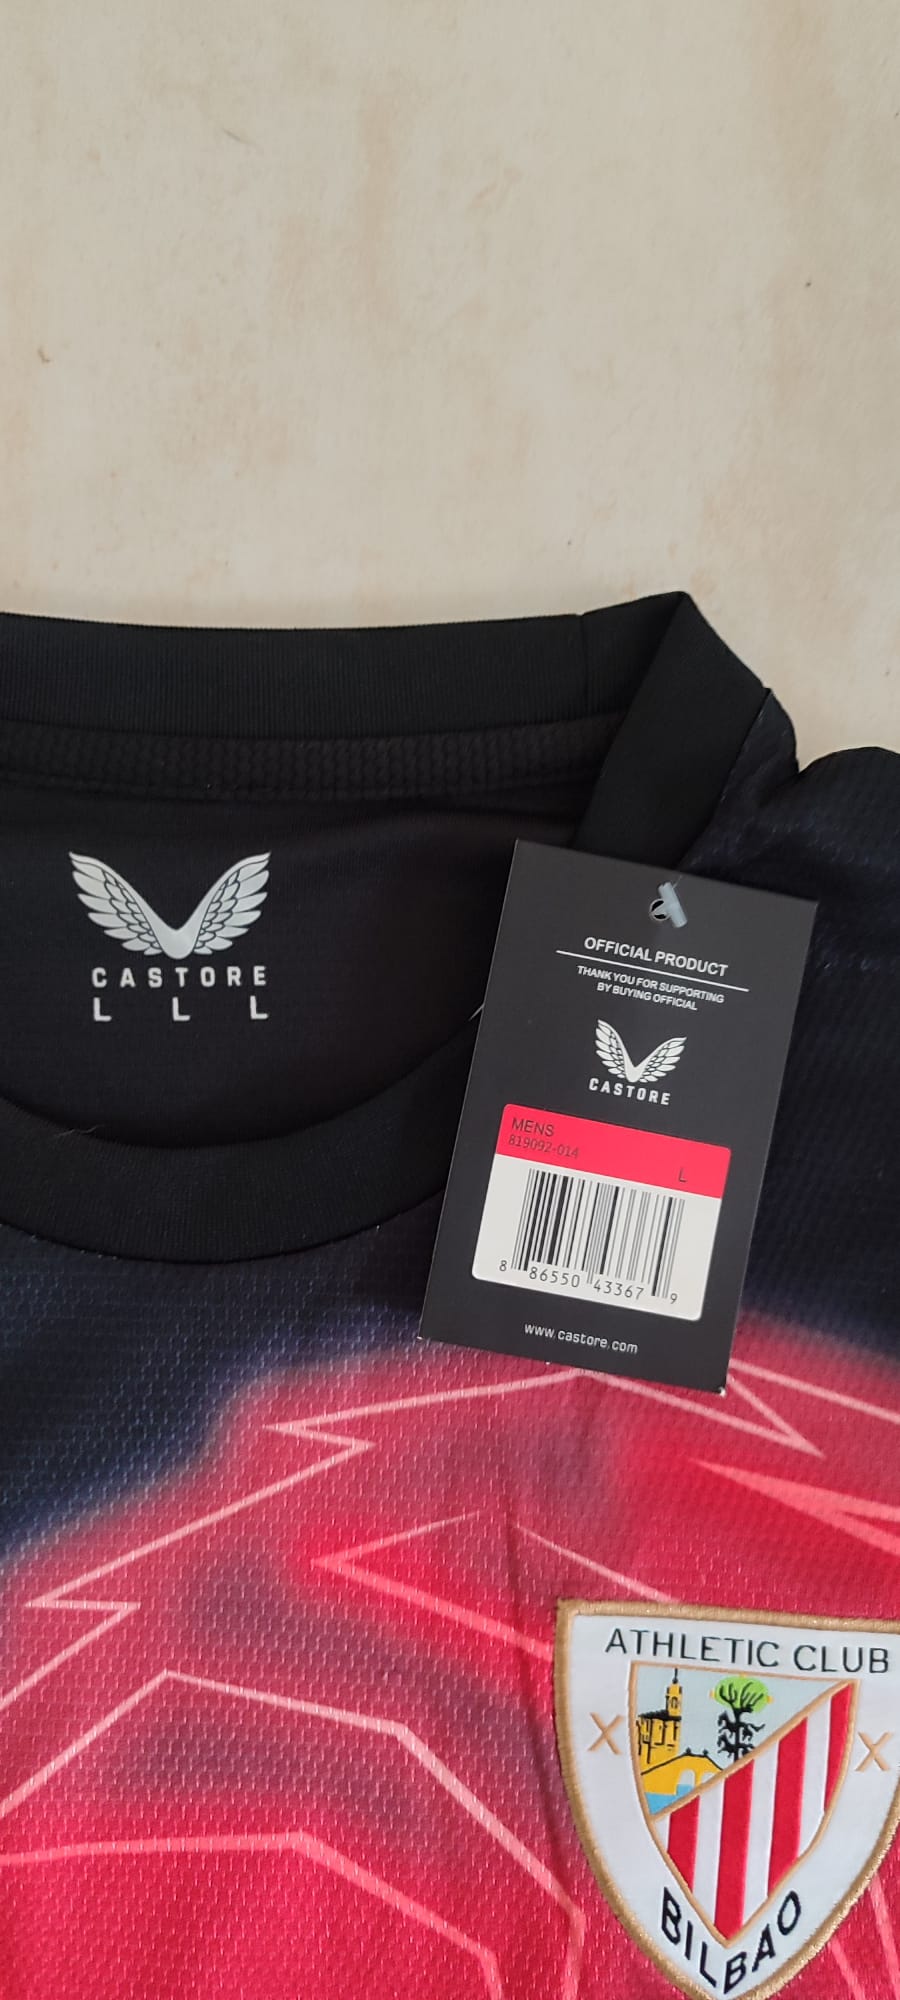 CASTORE
L L L
OFFICIAL PRODUCT
THANK YOU FOR SUPPORTING
BY BUYING OFFICIAL
CASTORE
MENS
819092-014
L
8 86550 43367 9
www.castore.com
ATHLETIC CLUB
BILBAO